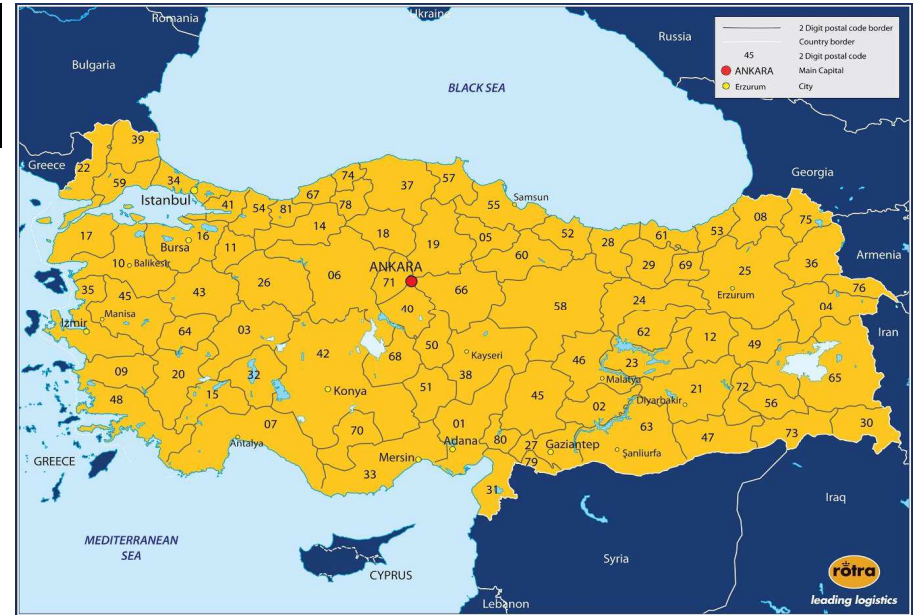 Romania
Ukraine
Russia
Bulgaria
BLACK SEA
2 Digit postal code border
Country border
45 2 Digit postal code
ANKARA Main Capital
Erzurum City
Greece
Georgia
Armenia
Iran
39
22
59
34
Istanbul
41
54
81
67
74
78
37
57
55
Samsun
17
16
Bursa
11
14
18
19
05
60
52
28
61
53
08
75
10
Balikesir
ANKARA
06
71
26
43
29
69
25
Erzurum
36
76
35
45
Manisa
Izmir
64
03
40
66
58
24
04
62
12
49
42
68
50
Kayseri
38
46
23
Malatya
65
09
20
15
32
Konya
51
45
02
Diyarbakir
21
72
56
48
07
Antalya
70
01
Adana
80
27
Gaziantep
63
Şanliurfa
47
73
30
Mersin
33
79
31
GREECE
MEDITERRANEAN
SEA
CYPRUS
Lebanon
Syria
Iraq
rotra
leading logistics